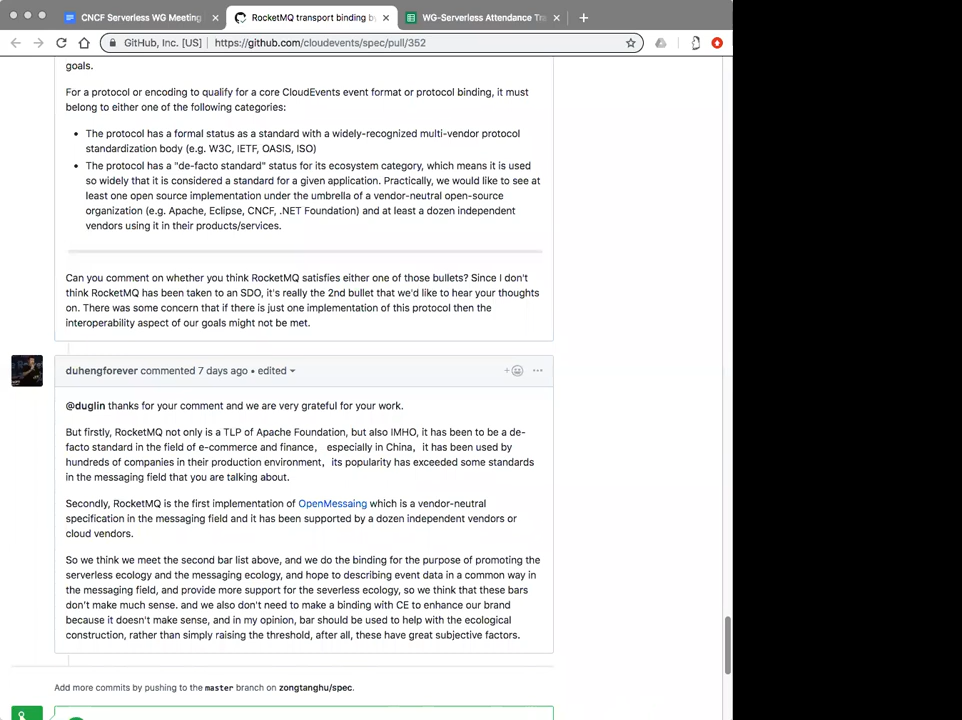 CNCF Serverless WG Meeting
RocketMQ transport binding by
WG-Serverless Attendance Tra
GitHub, Inc. [US]
https://github.com/cloudevents/spec/pull/352
goals.
For a protocol or encoding to qualify for a core CloudEvents event format or protocol binding, it must
belong to either one of the following categories:
• The protocol has a formal status as a standard with a widely-recognized multi-vendor protocol
standardization body (e.g. W3C, IETF, OASIS, ISO)
• The protocol has a "de-facto standard" status for its ecosystem category, which means it is used
so widely that it is considered a standard for a given application. Practically, we would like to see at
least one open source implementation under the umbrella of a vendor-neutral open-source
organization (e.g. Apache, Eclipse, CNCF, .NET Foundation) and at least a dozen independent
vendors using it in their products/services.
Can you comment on whether you think RocketMQ satisfies either one of those bullets? Since I don't
think RocketMQ has been taken to an SDO, it's really the 2nd bullet that we'd like to hear your thoughts
on. There was some concern that if there is just one implementation of this protocol then the
interoperability aspect of our goals might not be met.
duhengforever commented 7 days ago • edited
@duglin thanks for your comment and we are very grateful for your work.
But firstly, RocketMQ not only is a TLP of Apache Foundation, but also IMHO, it has been to be a de-
facto standard in the field of e-commerce and finance， especially in China，it has been used by
hundreds of companies in their production environment，its popularity has exceeded some standards
in the messaging field that you are talking about.
Secondly, RocketMQ is the first implementation of OpenMessaing which is a vendor-neutral
specification in the messaging field and it has been supported by a dozen independent vendors or
cloud vendors.
So we think we meet the second bar list above, and we do the binding for the purpose of promoting the
serverless ecology and the messaging ecology, and hope to describing event data in a common way in
the messaging field, and provide more support for the severless ecology, so we think that these bars
don't make much sense. and we also don't need to make a binding with CE to enhance our brand
because it doesn't make sense, and in my opinion, bar should be used to help with the ecological
construction, rather than simply raising the threshold, after all, these have great subjective factors.
Add more commits by pushing to the master branch on zongtanghu/spec.